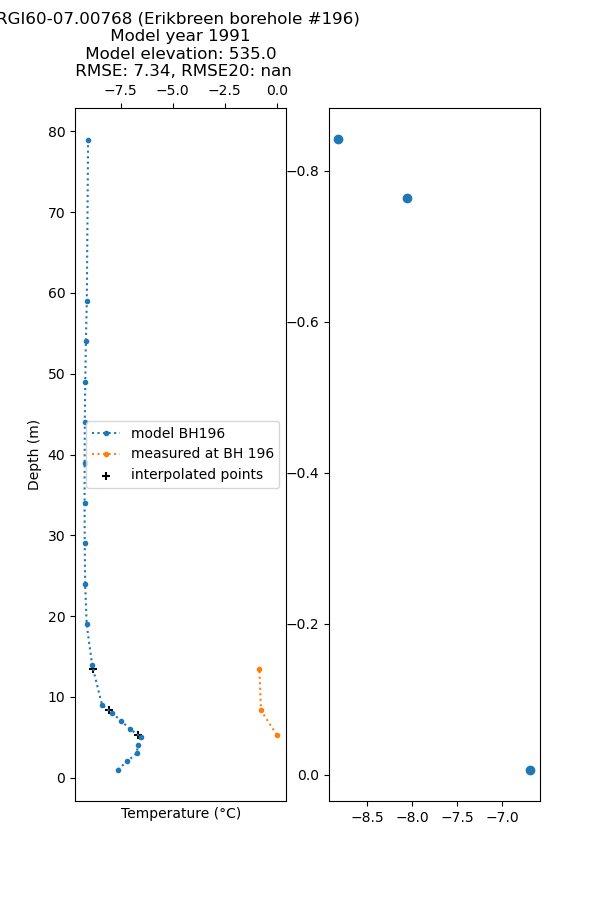 RGI60-07.00768 (Erikbreen borehole #196)
Model year 1991
Model elevation: 535.0
RMSE: 7.34, RMSE20: nan
−7.5 −5.0 −2.5 0.0
80
70
60
50
40
30
20
10
0
Depth (m)
model BH196
measured at BH 196
interpolated points
Temperature (°C)
−0.8
−0.6
−0.4
−0.2
0.0
−8.5 −8.0 −7.5 −7.0